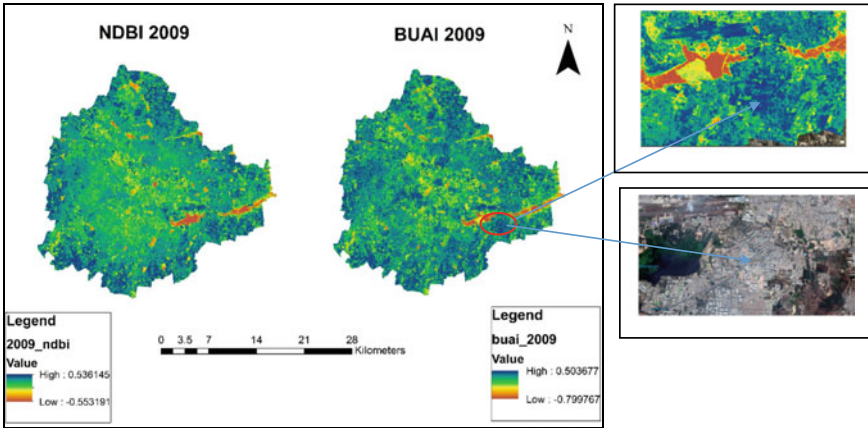 NDBI 2009
BUAI 2009
N
Legend
2009_ndbi
Value
High : 0.536145
Low : -0.553191
0 3.5 7 14 21 28
Kilometers
Legend
buai_2009
Value
High : 0.503677
Low : -0.799767